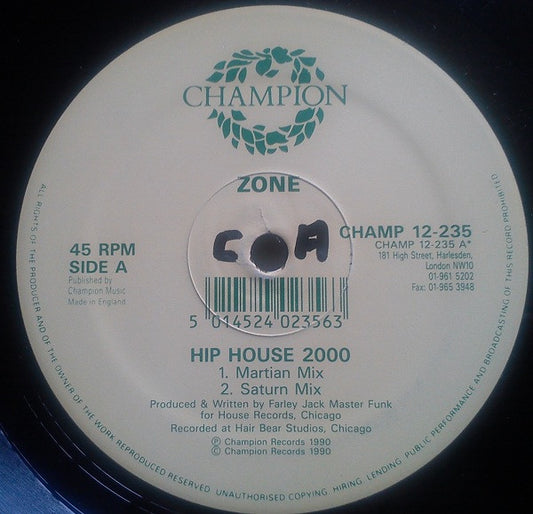 CHAMPION
ZONE
C A
45 RPM
SIDE A
Published by
Champion Music
Made in England
CHAMP 12-235
CHAMP 12-235 A*
181 High Street, Harlesden,
London NW10
01-961 5202
Fax: 01-965 3948
5 014524 023563
HIP HOUSE 2000
1. Martian Mix
2. Saturn Mix
Produced & Written by Farley Jack Master Funk
for House Records, Chicago
Recorded at Hair Bear Studios, Chicago
Ⓟ Champion Records 1990
© Champion Records 1990
ALL RIGHTS OF THE PRODUCER AND OF THE OWNER OF THE WORK REPRODUCED RESERVED. UNAUTHORISED COPYING, HIRING, LENDING, PUBLIC PERFORMANCE AND BROADCASTING OF THIS RECORD PROHIBITED